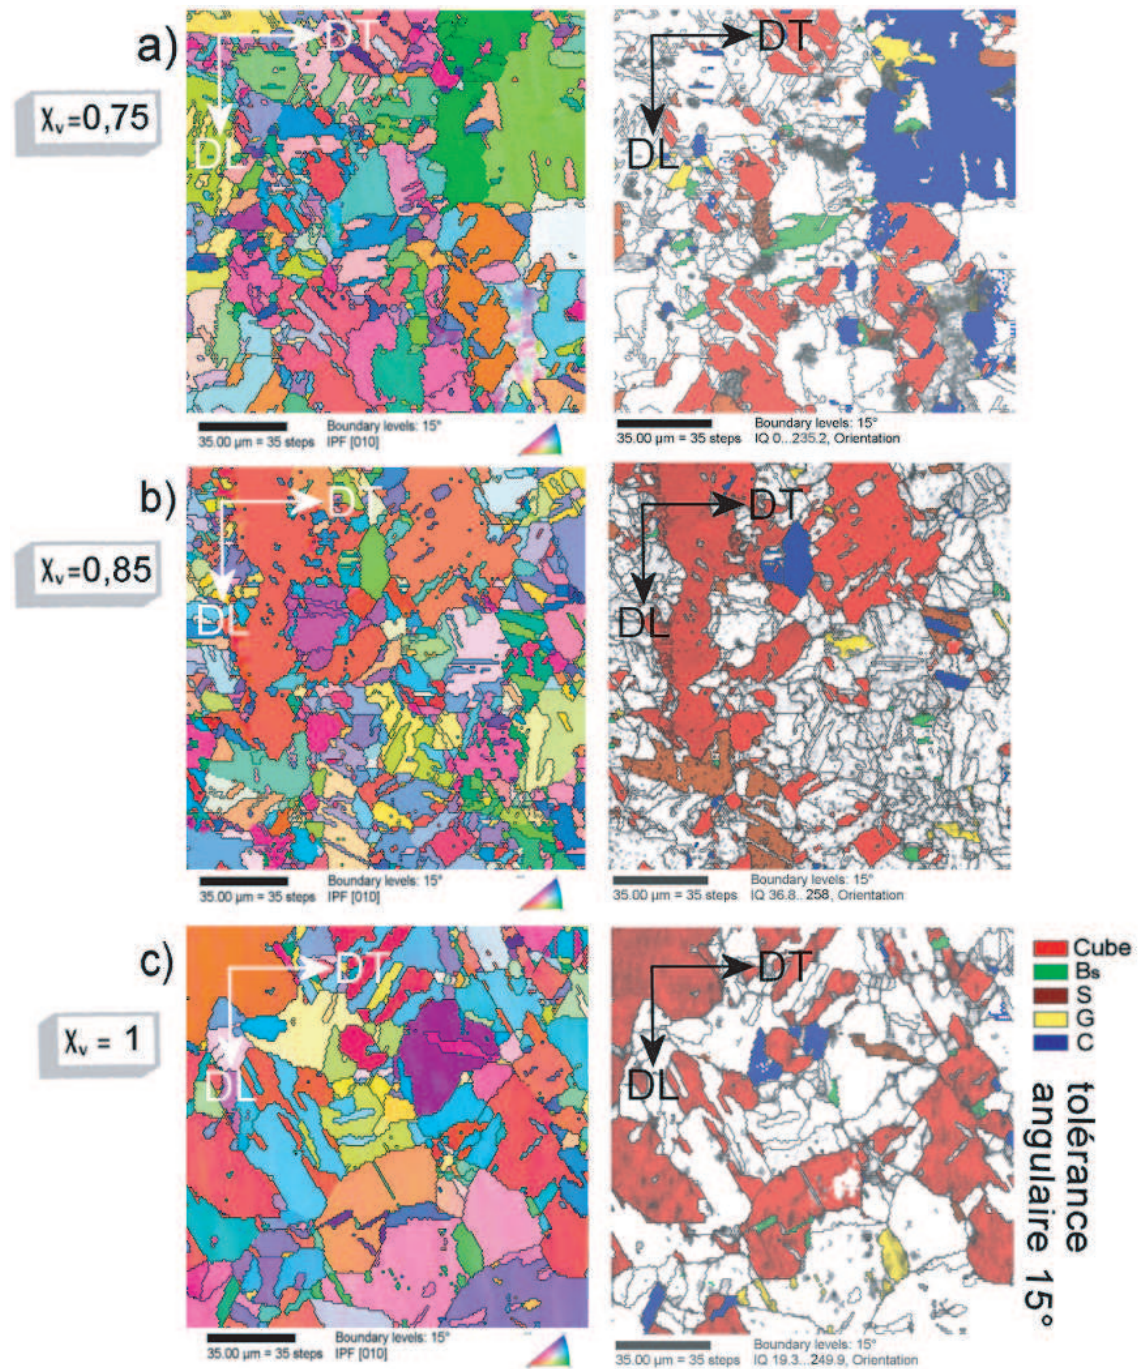 a)
χᵥ=0,75
DT
DL
DT
DL
35.00 µm = 35 steps
Boundary levels: 15°
IPF [010]
35.00 µm = 35 steps
Boundary levels: 15°
IQ 0...235.2, Orientation
b)
χᵥ=0,85
DT
DL
DT
DL
35.00 µm = 35 steps
Boundary levels: 15°
IPF [010]
35.00 µm = 35 steps
Boundary levels: 15°
IQ 36.8...258, Orientation
c)
χᵥ = 1
DT
DL
DT
DL
Cube
Bs
S
G
C
tolérance
angulaire 15°
35.00 µm = 35 steps
Boundary levels: 15°
IPF [010]
35.00 µm = 35 steps
Boundary levels: 15°
IQ 19.3...249.9, Orientation